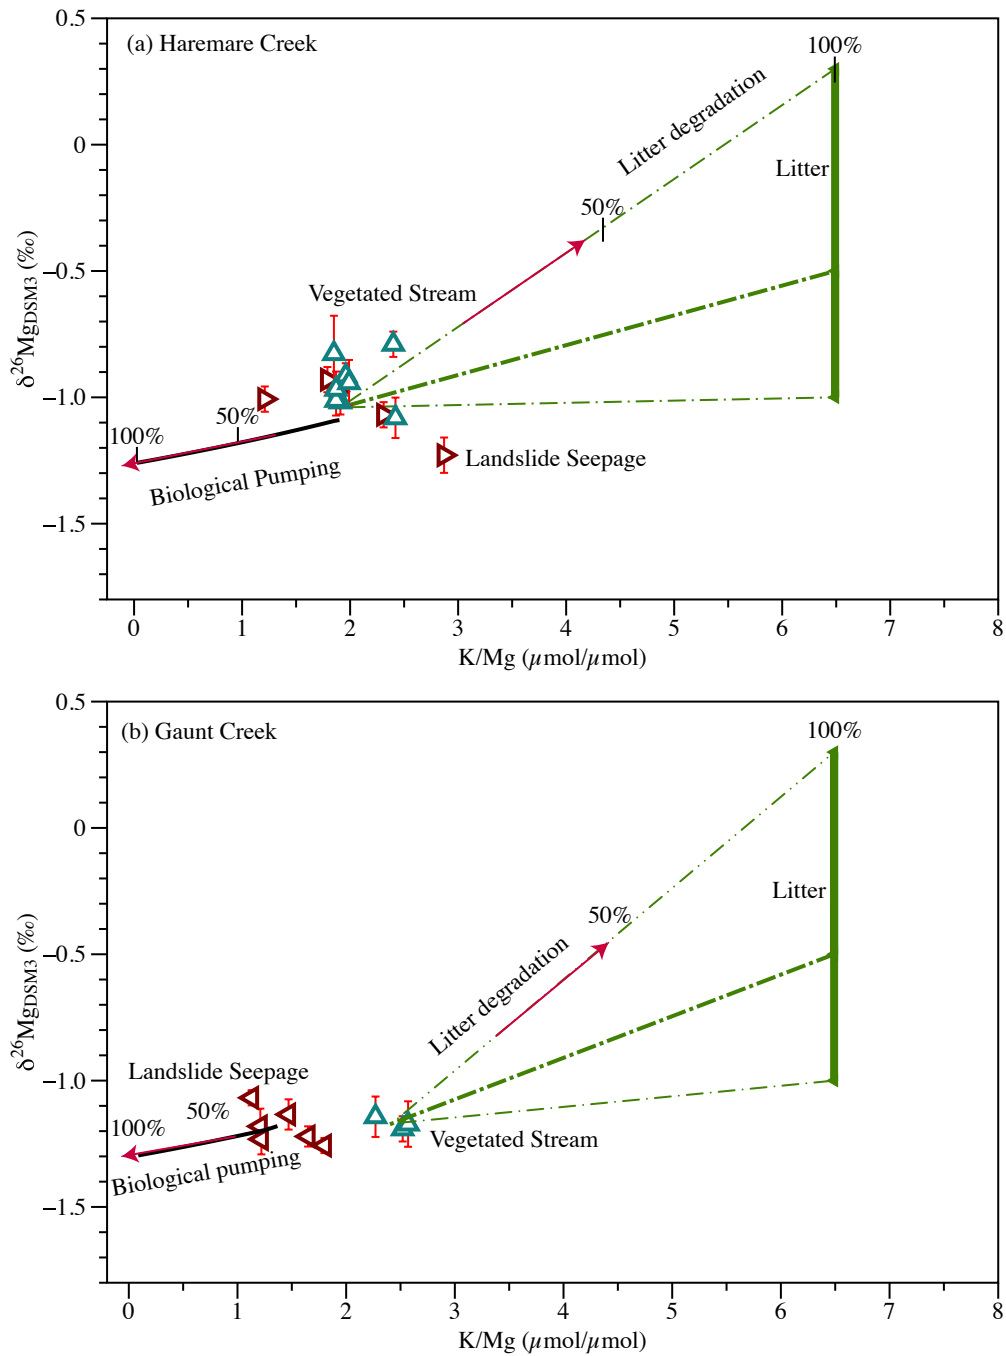 (a) Haremare Creek
0.5
0
−0.5
−1.0
−1.5
δ²⁶MgDSM3 (‰)
100%
Litter degradation
Litter
50%
Vegetated Stream
50%
100%
Biological Pumping
Landslide Seepage
0 1 2 3 4 5 6 7 8
K/Mg (μmol/μmol)
(b) Gaunt Creek
0.5
0
−0.5
−1.0
−1.5
δ²⁶MgDSM3 (‰)
100%
Litter
50%
Litter degradation
Landslide Seepage
50%
100%
Vegetated Stream
Biological pumping
0 1 2 3 4 5 6 7 8
K/Mg (μmol/μmol)